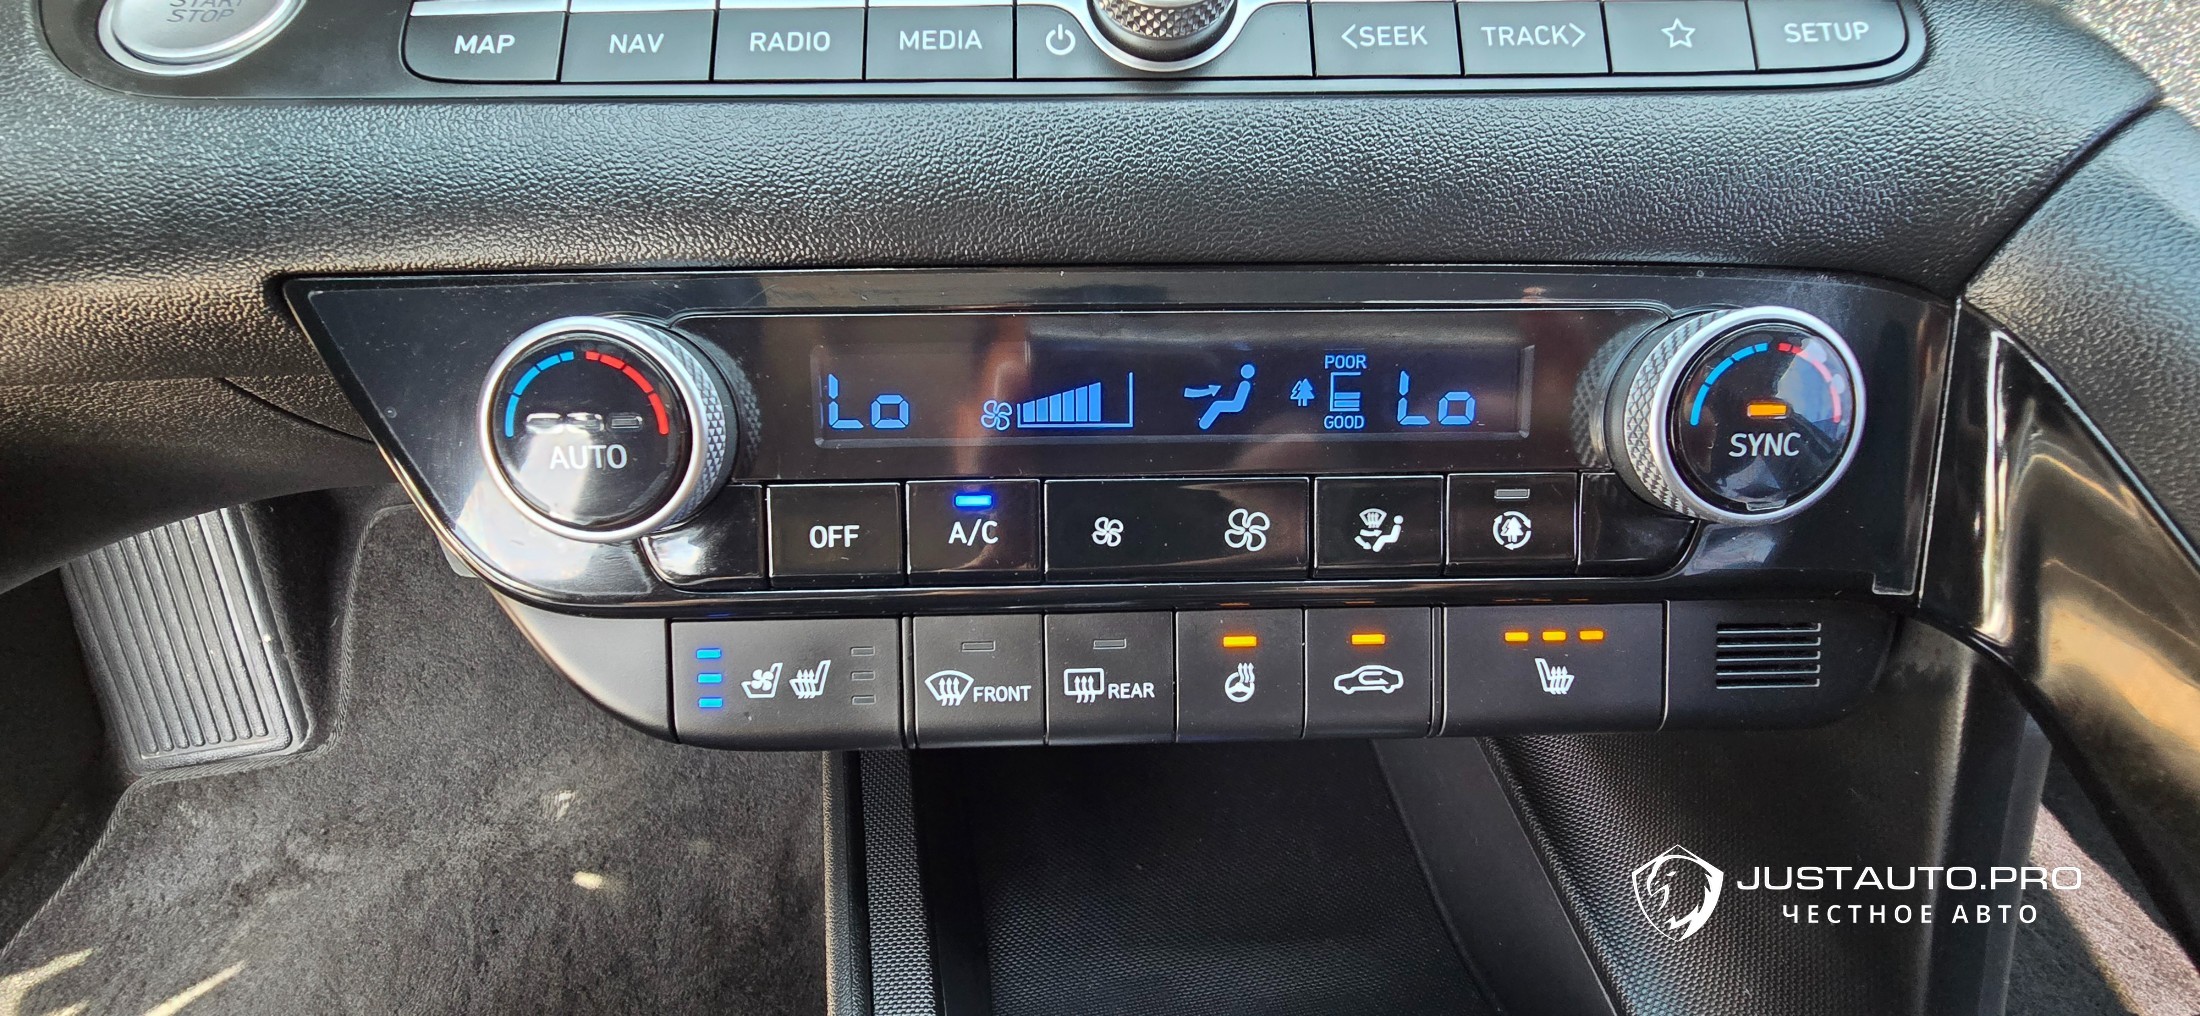 START
STOP
MAP
NAV
RADIO
MEDIA
<SEEK
TRACK>
SETUP
AUTO
Lo
POOR
GOOD
Lo
SYNC
OFF
A/C
FRONT
REAR
JUSTAUTO.PRO
ЧЕСТНОЕ АВТО